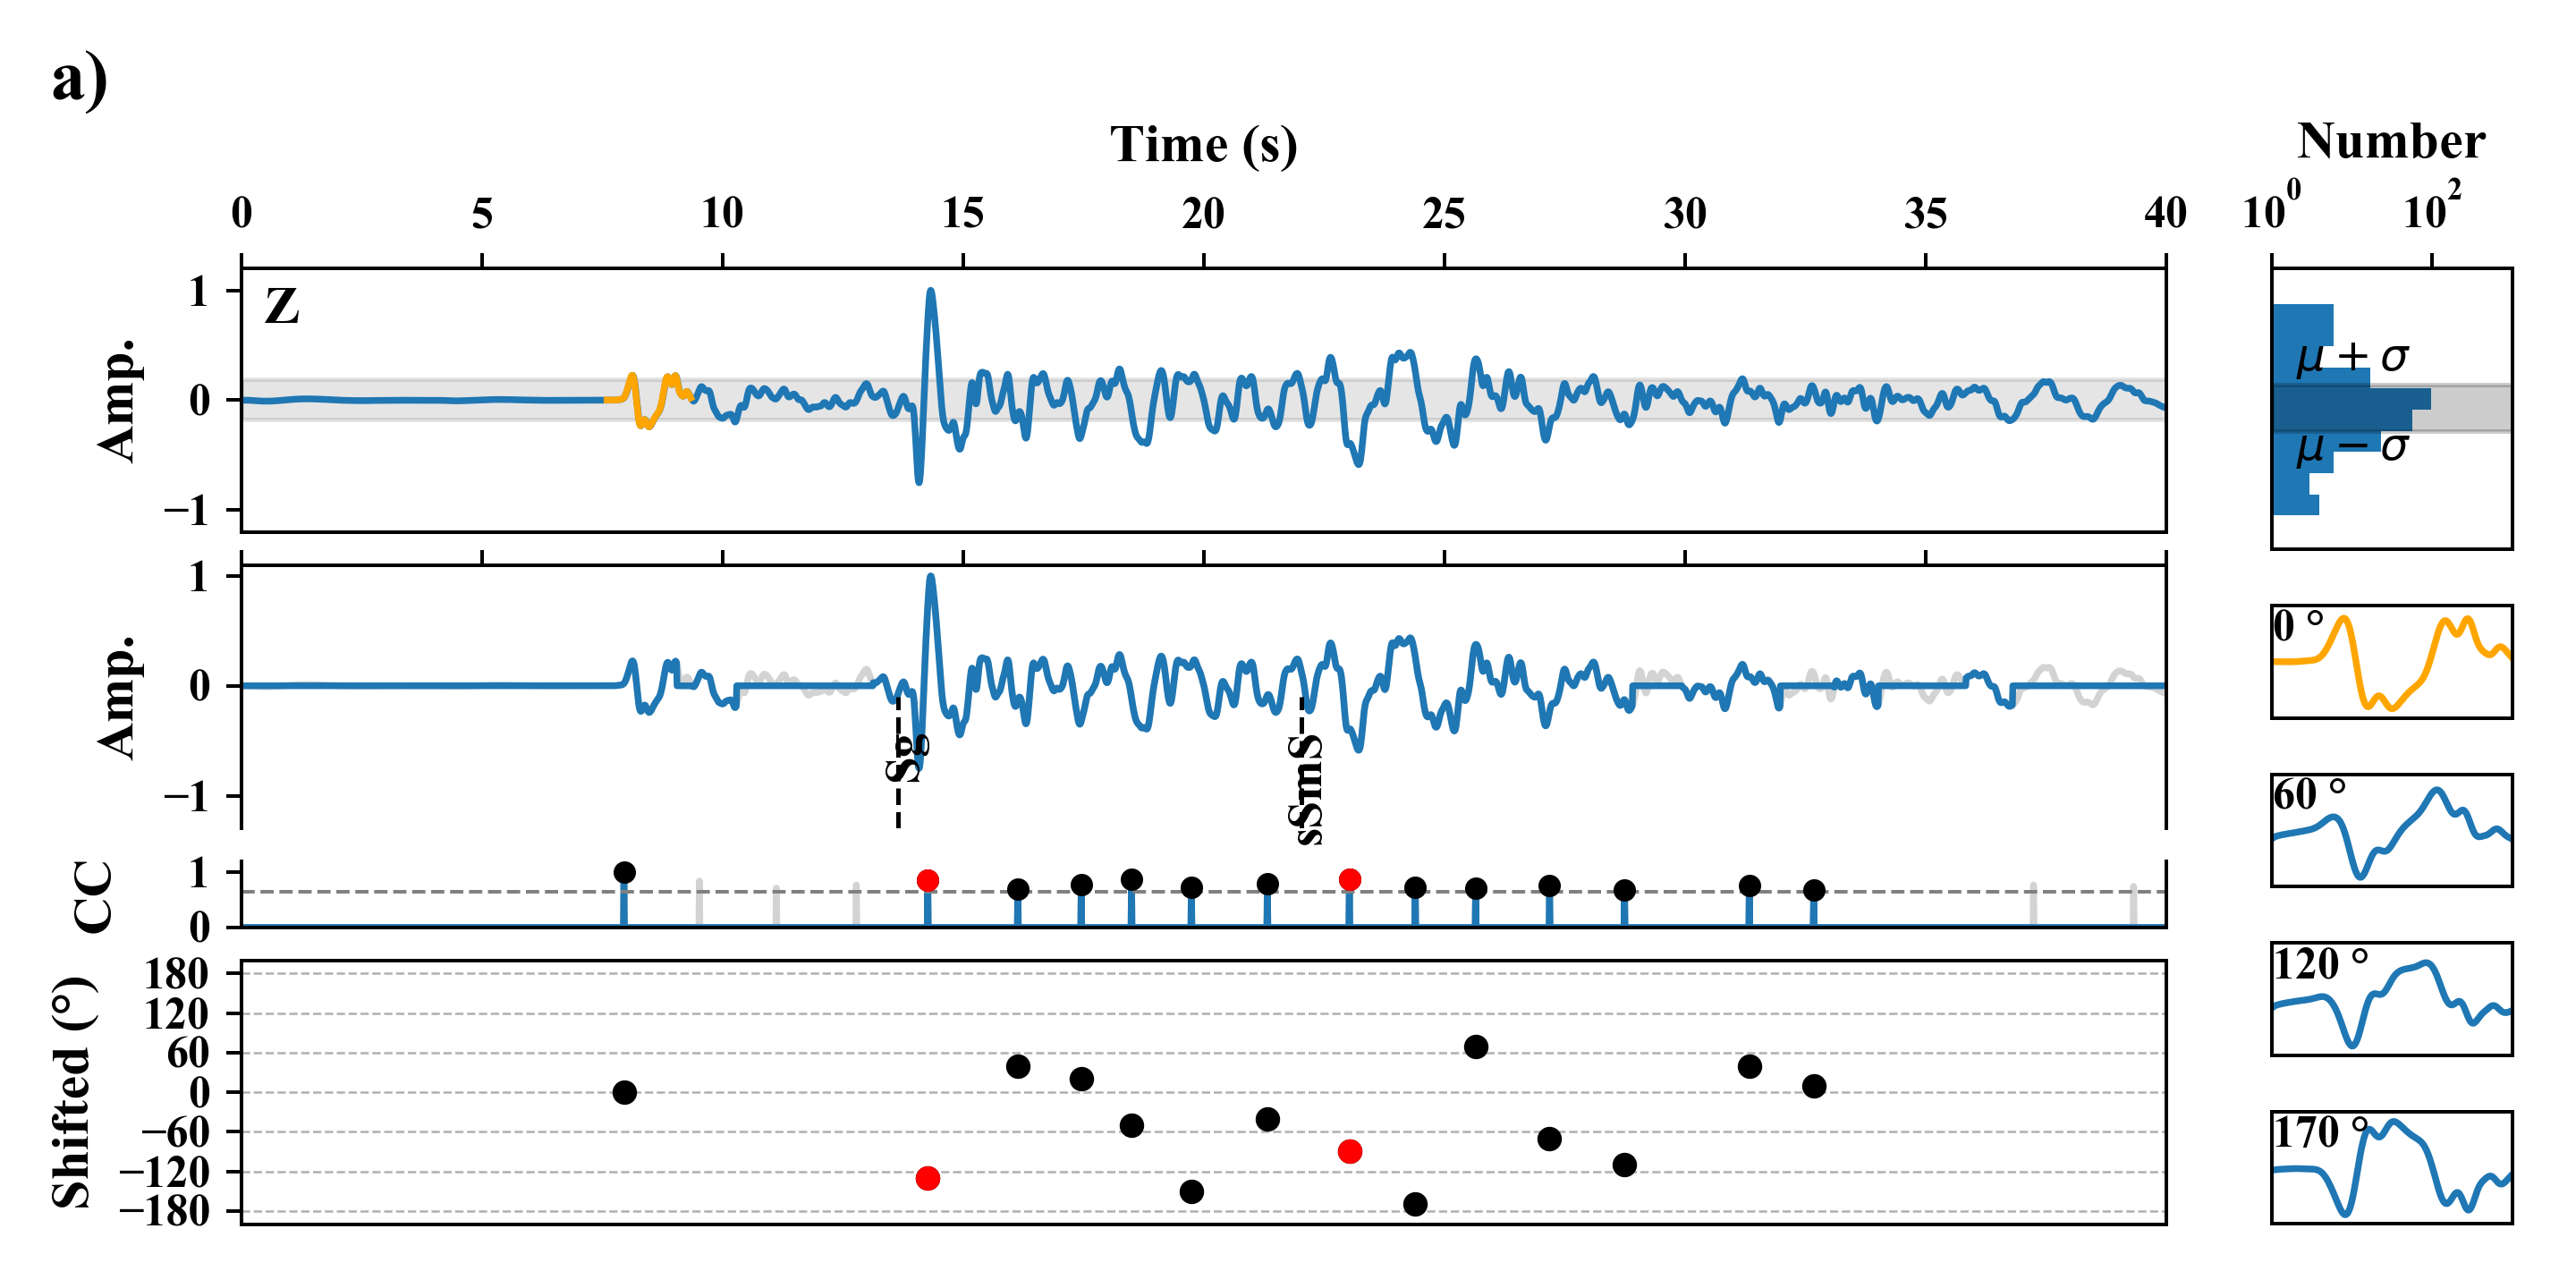 a)
Time (s)
Number
0 5 10 15 20 25 30 35 40
10^0 10^2
Z
Amp.
1
0
−1
μ + σ
μ − σ
Amp.
1
0
−1
Sg
sSmS
0 °
60 °
CC
1
0
120 °
Shifted (°)
180
120
60
0
−60
−120
−180
170 °